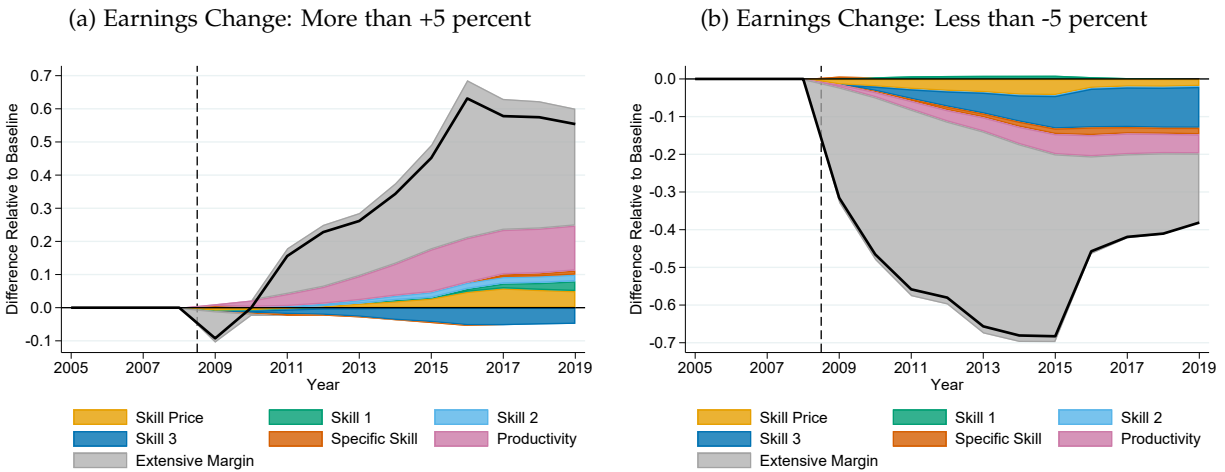 (a) Earnings Change: More than +5 percent
Difference Relative to Baseline
0.7
0.6
0.5
0.4
0.3
0.2
0.1
0.0
-0.1
2005 2007 2009 2011 2013 2015 2017 2019
Year
Skill Price Skill 1 Skill 2
Skill 3 Specific Skill Productivity
Extensive Margin
(b) Earnings Change: Less than -5 percent
Difference Relative to Baseline
0.0
-0.1
-0.2
-0.3
-0.4
-0.5
-0.6
-0.7
2005 2007 2009 2011 2013 2015 2017 2019
Year
Skill Price Skill 1 Skill 2
Skill 3 Specific Skill Productivity
Extensive Margin